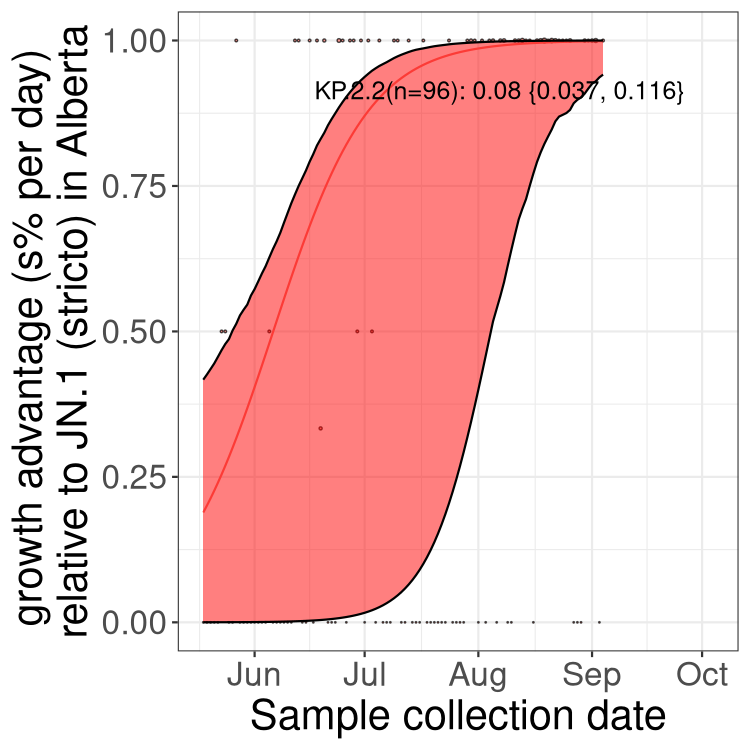 growth advantage (s% per day)
relative to JN.1 (stricto) in Alberta
1.00
0.75
0.50
0.25
0.00
KP.2.2(n=96): 0.08 {0.037, 0.116}
Jun Jul Aug Sep Oct
Sample collection date